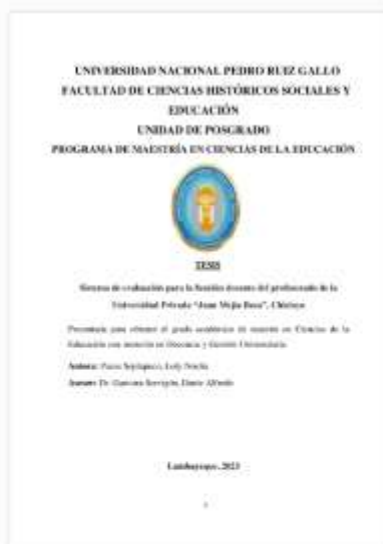 UNIVERSIDAD NACIONAL PEDRO RUIZ GALLO
FACULTAD DE CIENCIAS HISTÓRICOS SOCIALES Y
EDUCACIÓN
UNIDAD DE POSGRADO
PROGRAMA DE MAESTRÍA EN CIENCIAS DE LA EDUCACIÓN
TESIS
Sistema de evaluación para la función docente del profesorado de la
Universidad Privada “Juan Mejía Baca”, Chiclayo
Presentada para obtener el grado académico de maestro en Ciencias de la
Educación con mención en Docencia y Gestión Universitaria
Autora:
Asesor: Dr. Guevara Alfredo
Lambayeque, 2023